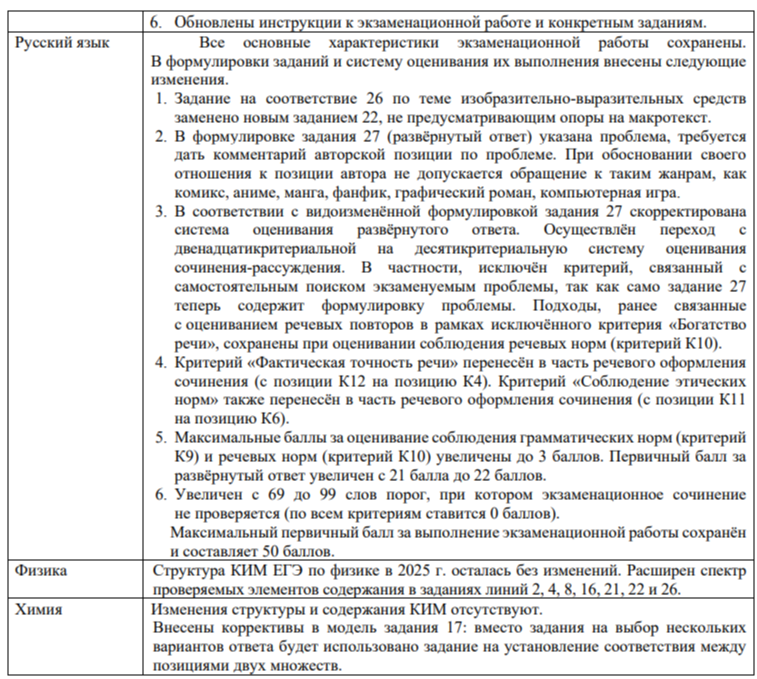 6. Обновлены инструкции к экзаменационной работе и конкретным заданиям.
Русский язык
Все основные характеристики экзаменационной работы сохранены.
В формулировки заданий и систему оценивания их выполнения внесены следующие
изменения.
1. Задание на соответствие 26 по теме изобразительно-выразительных средств
заменено новым заданием 22, не предусматривающим опоры на макротекст.
2. В формулировке задания 27 (развёрнутый ответ) указана проблема, требуется
дать комментарий авторской позиции по проблеме. При обосновании своего
отношения к позиции автора не допускается обращение к таким жанрам, как
комикс, аниме, манга, фанфик, графический роман, компьютерная игра.
3. В соответствии с видоизменённой формулировкой задания 27 скорректирована
система оценивания развёрнутого ответа. Осуществлён переход с
двенадцатикритериальной на десятикритериальную систему оценивания
сочинения-рассуждения. В частности, исключён критерий, связанный с
самостоятельным поиском экзаменуемым проблемы, так как само задание 27
теперь содержит формулировку проблемы. Подходы, ранее связанные
с оцениванием речевых повторов в рамках исключённого критерия «Богатство
речи», сохранены при оценивании соблюдения речевых норм (критерий К10).
4. Критерий «Фактическая точность речи» перенесён в часть речевого оформления
сочинения (с позиции К12 на позицию К4). Критерий «Соблюдение этических
норм» также перенесён в часть речевого оформления сочинения (с позиции К11
на позицию К6).
5. Максимальные баллы за оценивание соблюдения грамматических норм (критерий
К9) и речевых норм (критерий К10) увеличены до 3 баллов. Первичный балл за
развёрнутый ответ увеличен с 21 балла до 22 баллов.
6. Увеличен с 69 до 99 слов порог, при котором экзаменационное сочинение
не проверяется (по всем критериям ставится 0 баллов).
Максимальный первичный балл за выполнение экзаменационной работы сохранён
и составляет 50 баллов.
Физика
Структура КИМ ЕГЭ по физике в 2025 г. осталась без изменений. Расширен спектр
проверяемых элементов содержания в заданиях линий 2, 4, 8, 16, 21, 22 и 26.
Химия
Изменения структуры и содержания КИМ отсутствуют.
Внесены коррективы в модель задания 17: вместо задания на выбор нескольких
вариантов ответа будет использовано задание на установление соответствия между
позициями двух множеств.